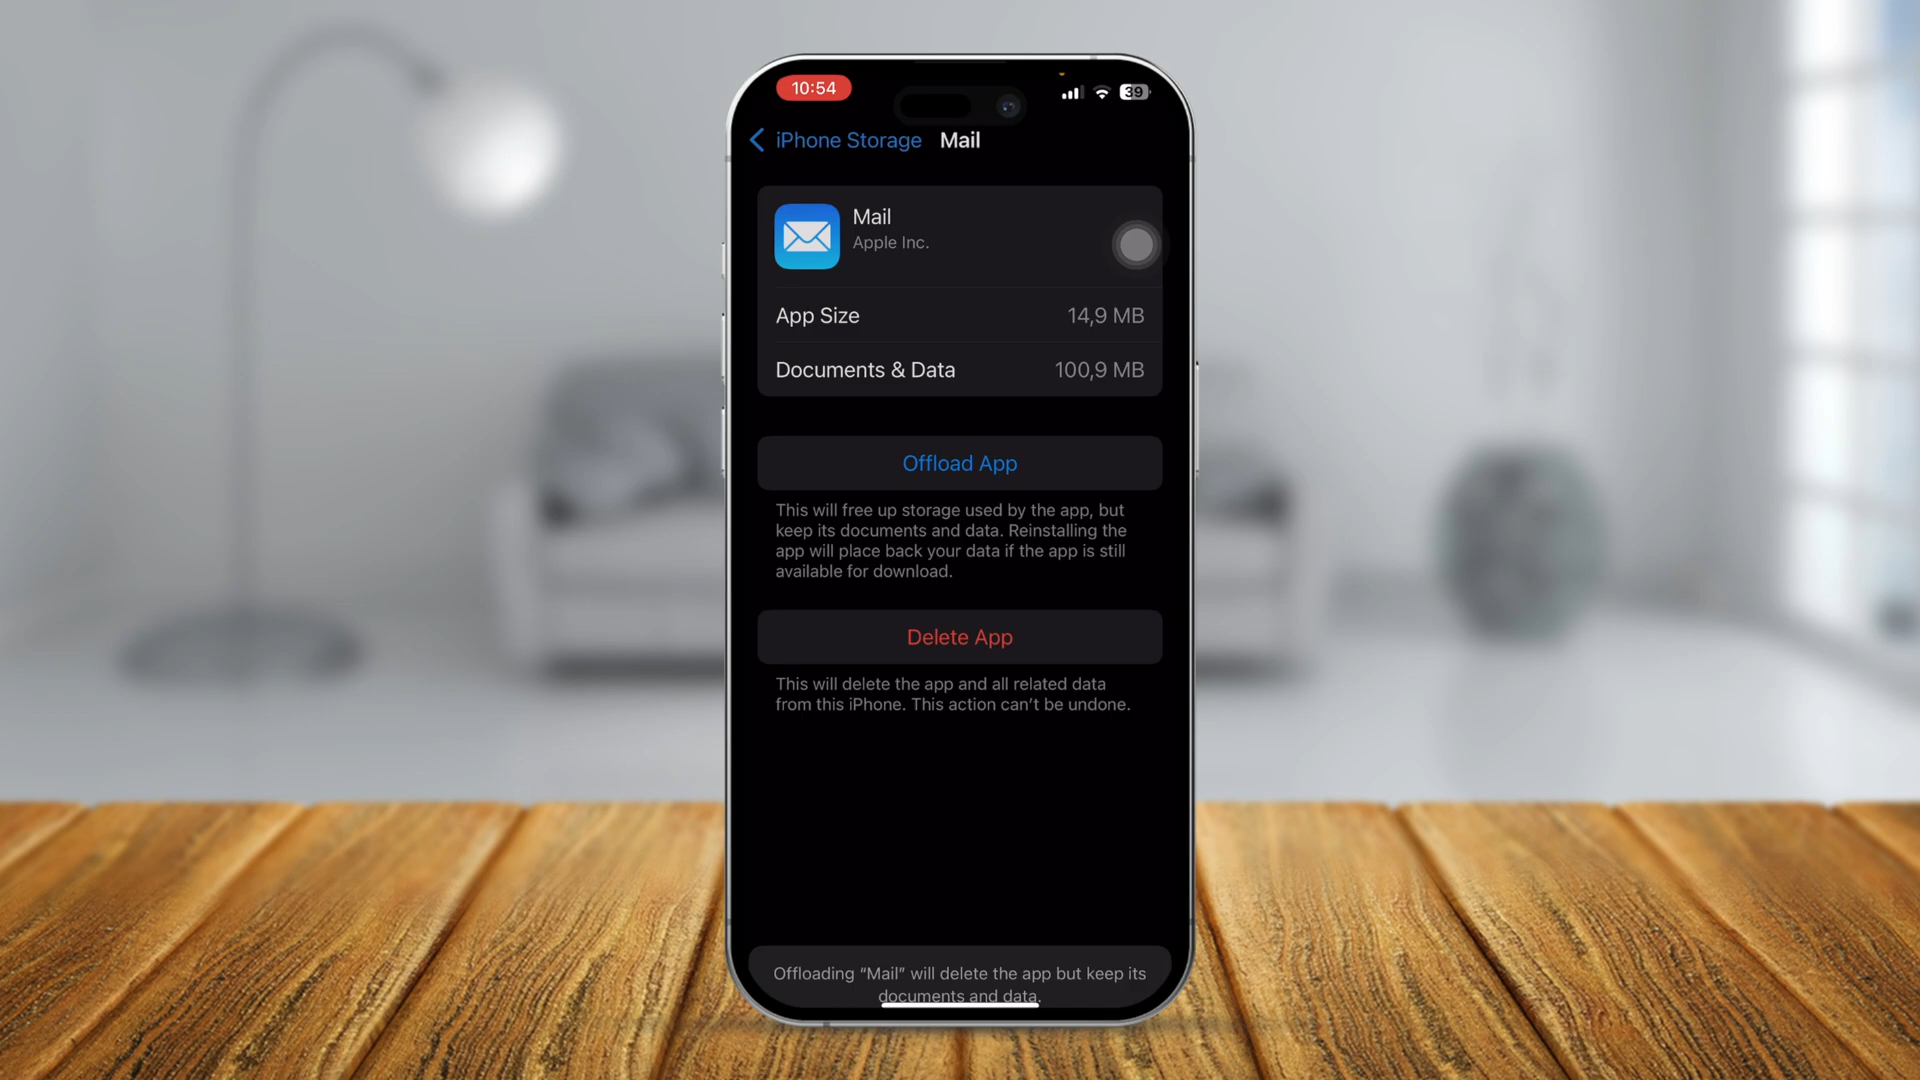 10:54
39
iPhone Storage Mail
Mail
Apple Inc.
App Size 14,9 MB
Documents & Data 100,9 MB
Offload App
This will free up storage used by the app, but
keep its documents and data. Reinstalling the
app will place back your data if the app is still
available for download.
Delete App
This will delete the app and all related data
from this iPhone. This action can’t be undone.
Offloading “Mail” will delete the app but keep its
documents and data.